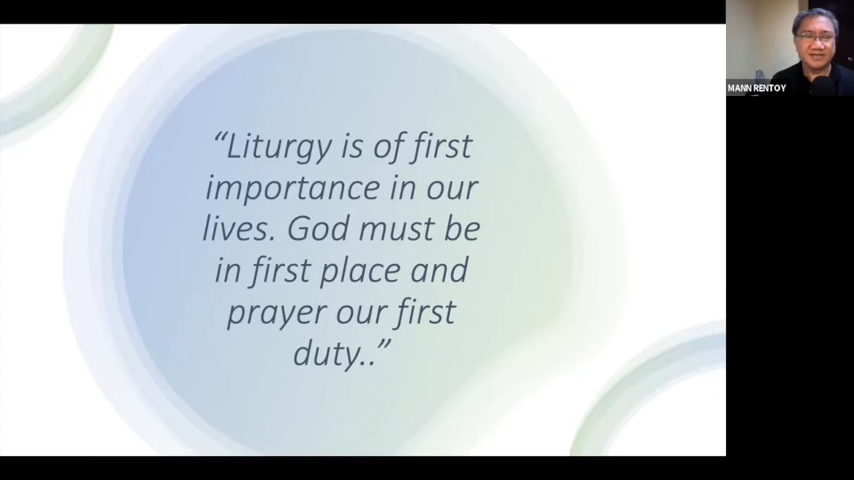 “Liturgy is of first
importance in our
lives. God must be
in first place and
prayer our first
duty..”
MANN RENTOY